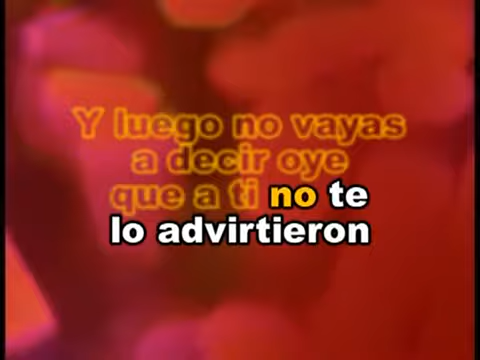 Y luego no vayas
a decir oye
que a ti no te
lo advirtieron